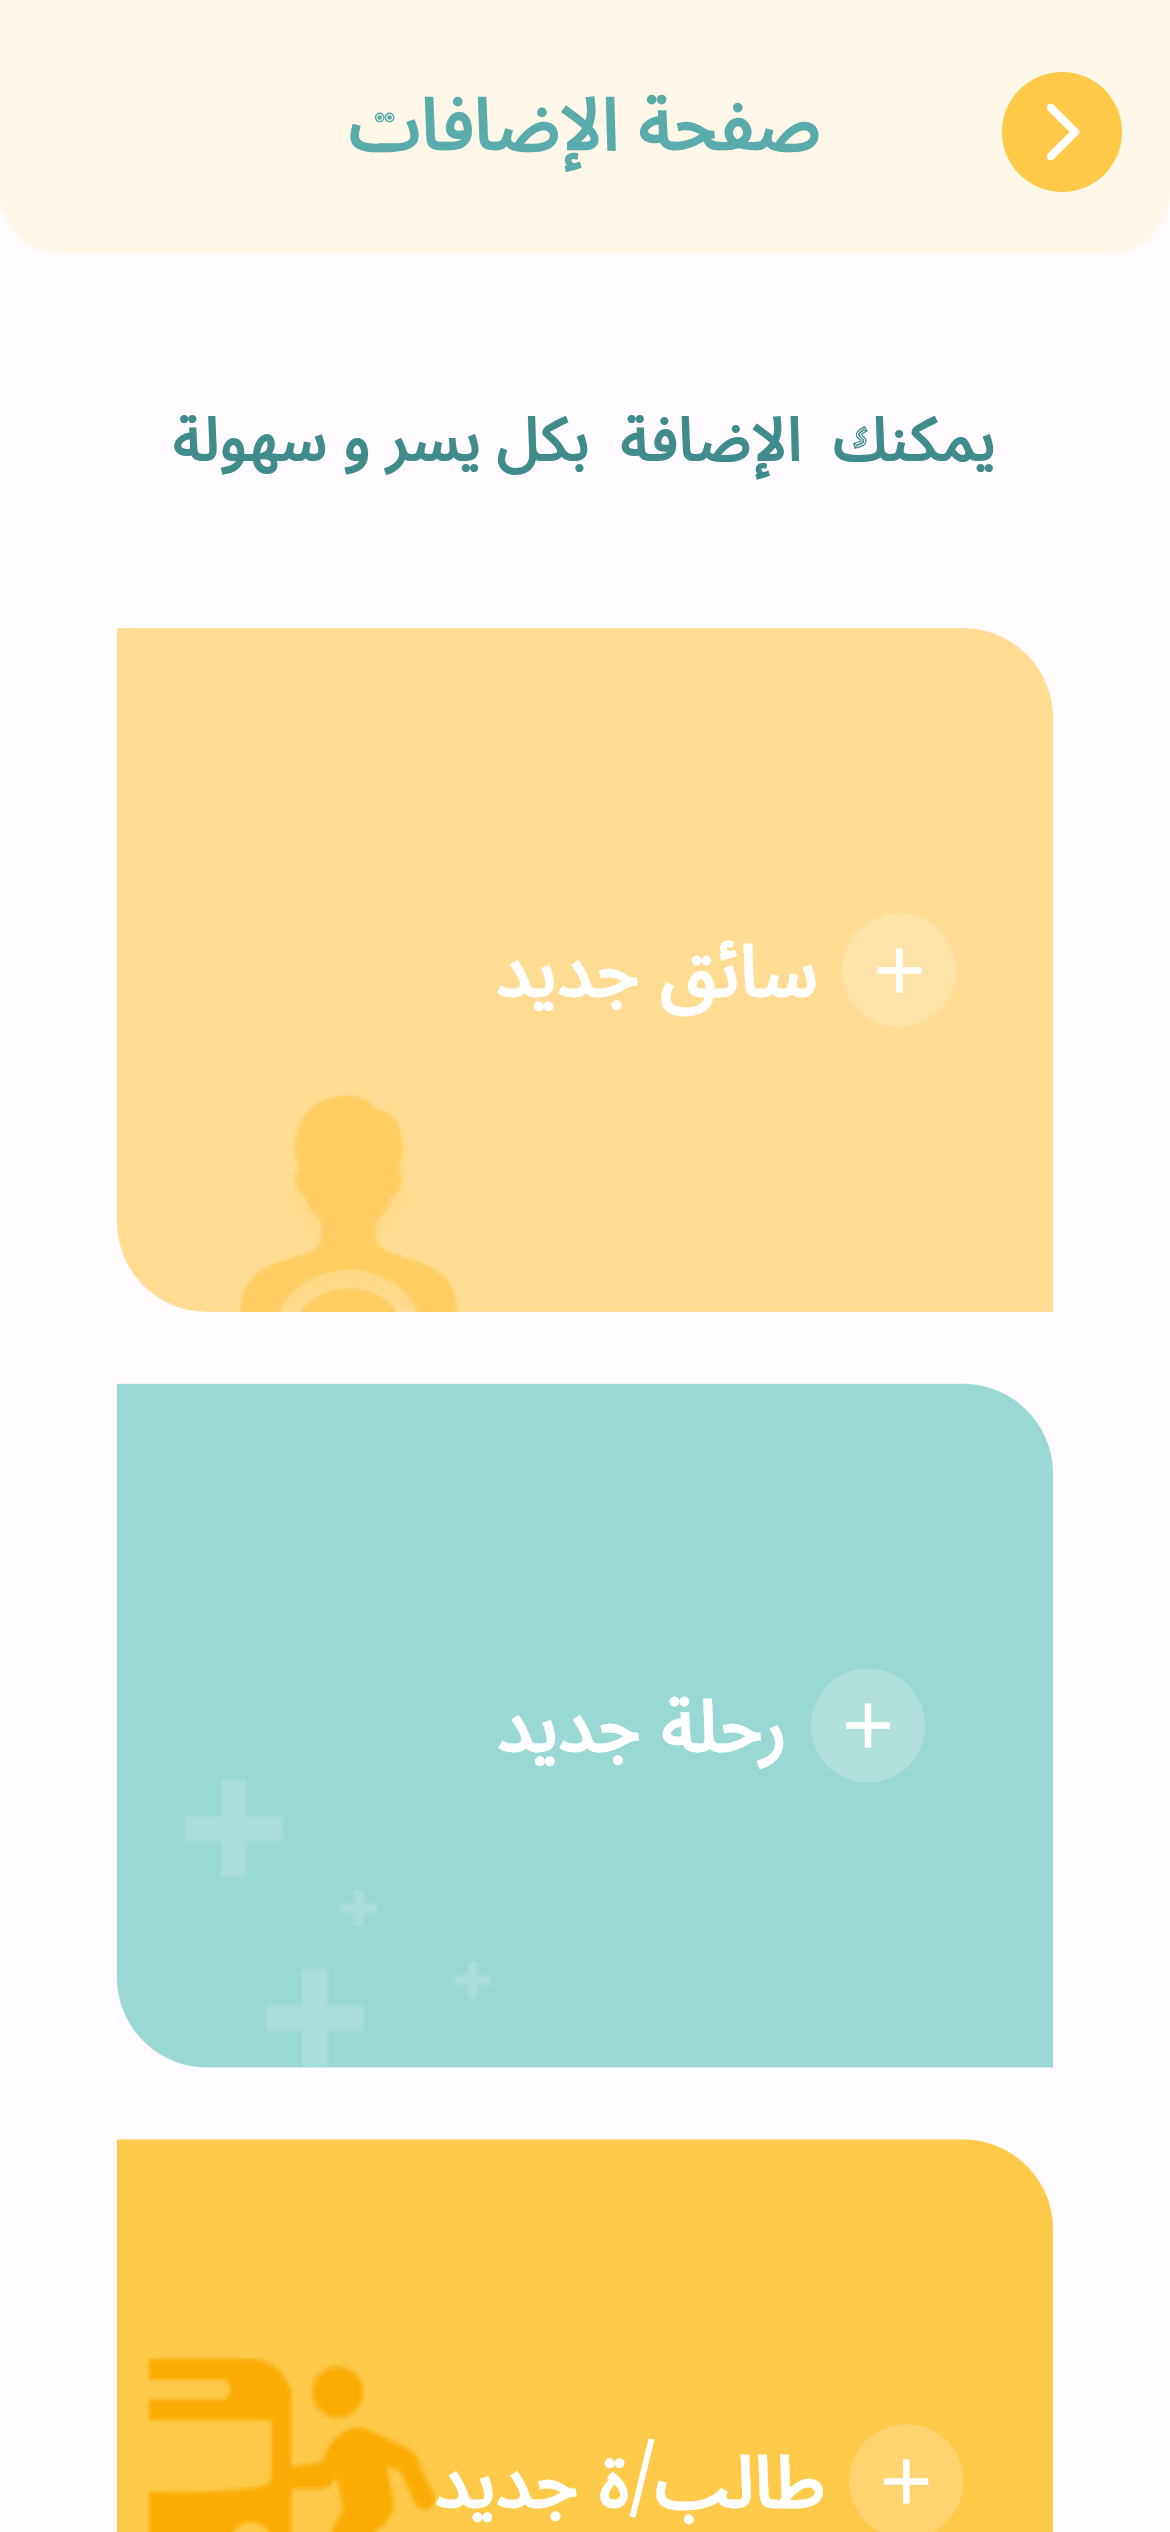 صفحة الإضافات
يمكنك الإضافة بكل يسر و سهولة
سائق جديد
رحلة جديد
طالب/ة جديد